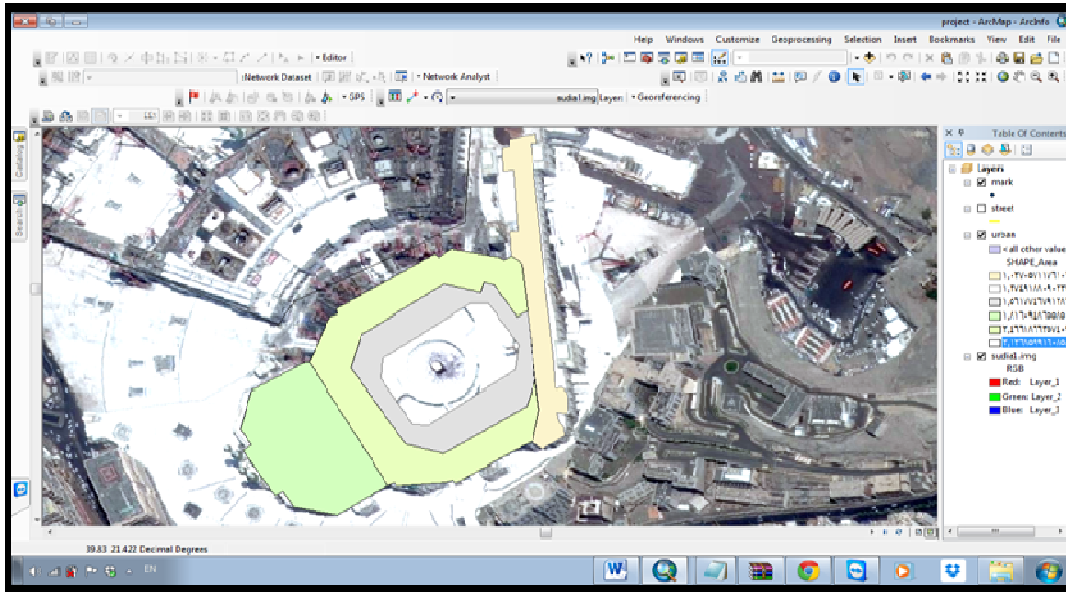 project - ArcMap - ArcInfo
Help Windows Customize Geoprocessing Selection Insert Bookmarks View Edit File
Editor
Network Dataset Network Analyst
GPS sudia1.img Layer: Georeferencing
Catalog
Search
Table Of Contents
Layers
mark
street
urban
<all other value
SHAPE_Area
sudia1.img
RGB
Red: Layer_1
Green: Layer_2
Blue: Layer_3
39.83 21.422 Decimal Degrees
EN